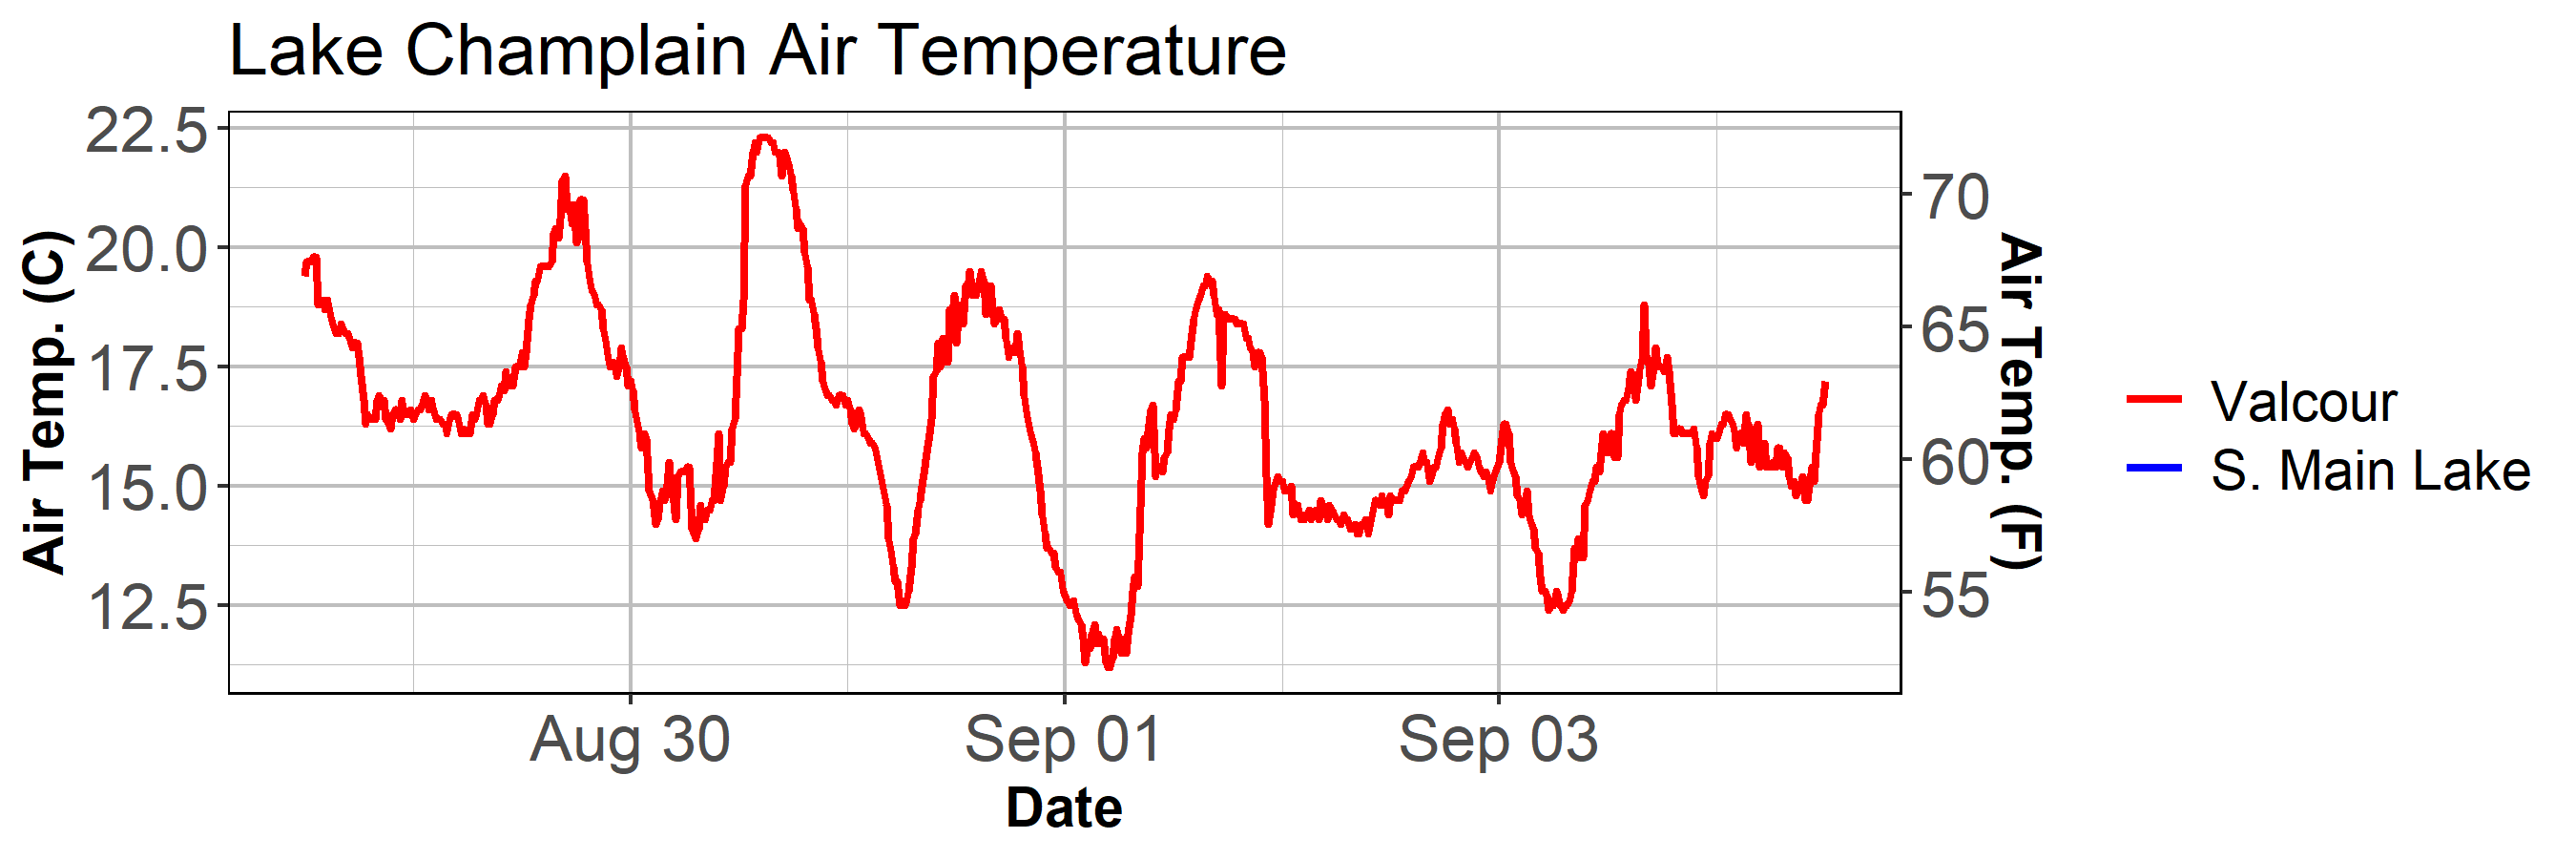 Lake Champlain Air Temperature
22.5
20.0
17.5
15.0
12.5
Air Temp. (C)
70
65
60
55
Air Temp. (F)
Aug 30
Sep 01
Sep 03
Date
Valcour
S. Main Lake